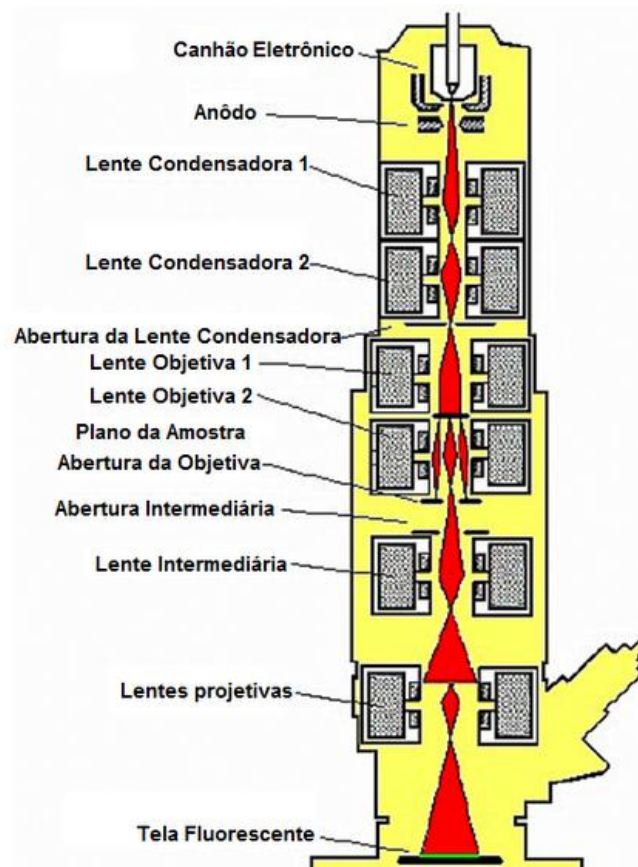 Canhão Eletrônico
Anôdo
Lente Condensadora 1
Lente Condensadora 2
Abertura da Lente Condensadora
Lente Objetiva 1
Lente Objetiva 2
Plano da Amostra
Abertura da Objetiva
Abertura Intermediária
Lente Intermediária
Lentes projetivas
Tela Fluorescente